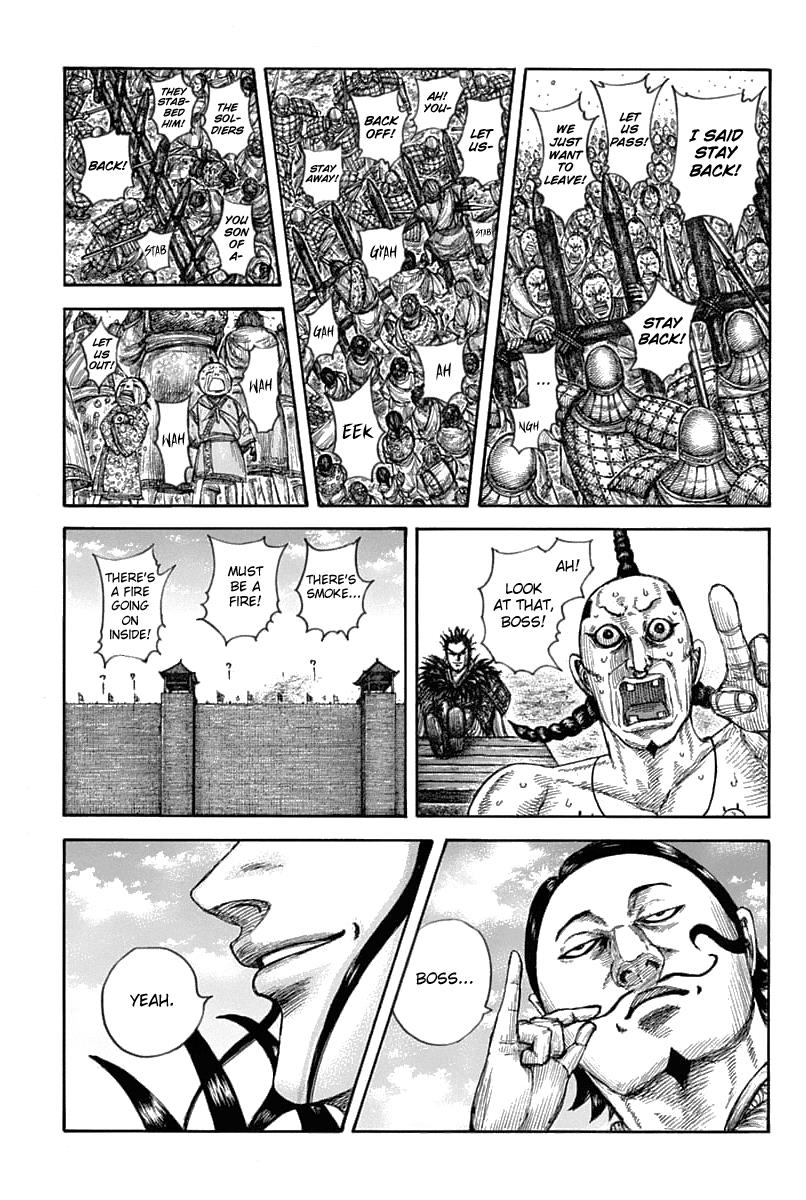 I SAID
STAY
BACK!
LET
US
PASS!
WE
JUST
WANT
TO
LEAVE!
STAY
BACK!
...
NGH
LET
US-
AH!
YOU-
BACK
OFF!
STAY
AWAY!
STAB
GYAH
GAH
AH
EEK
THE
SOL-
DIERS
THEY
STAB-
BED
HIM!
BACK!
YOU
SON
OF
A-
STAB
WAH
LET
US
OUT!
WAH
AH!
LOOK
AT THAT,
BOSS!
THERE'S
SMOKE...
MUST
BE A
FIRE!
THERE'S
A FIRE
GOING
ON
INSIDE!
?
?
?
BOSS...
YEAH.